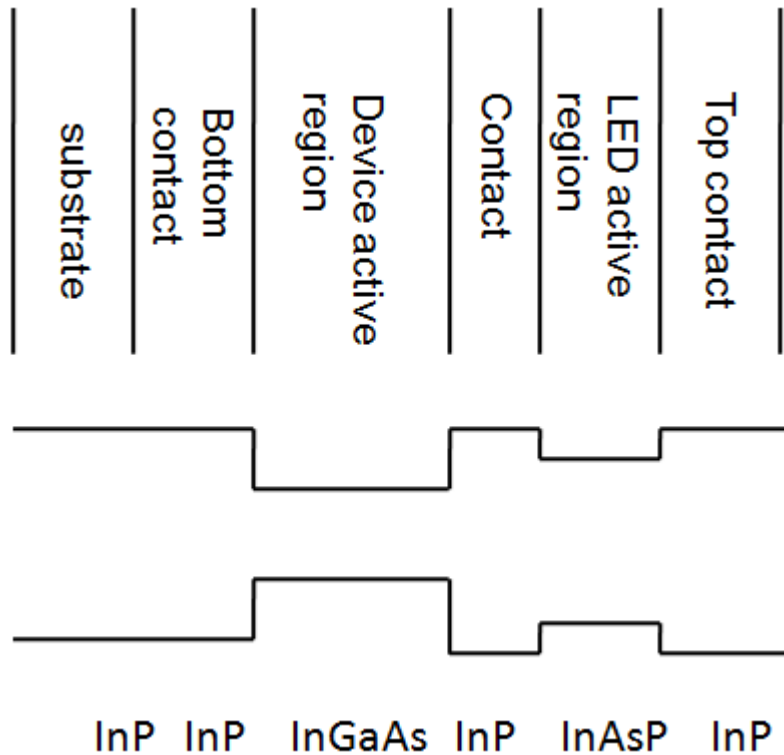 substrate
Bottom
contact
Device active
region
Contact
LED active
region
Top contact
InP InP InGaAs InP InAsP InP